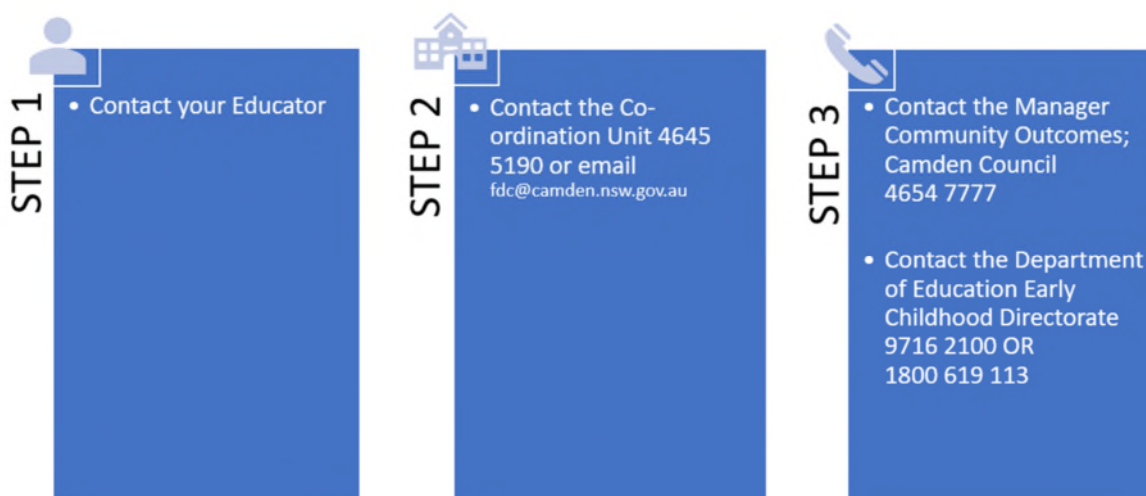 STEP 1
• Contact your Educator
STEP 2
• Contact the Co-
ordination Unit 4645
5190 or email
fdc@camden.nsw.gov.au
STEP 3
• Contact the Manager
Community Outcomes;
Camden Council
4654 7777
• Contact the Department
of Education Early
Childhood Directorate
9716 2100 OR
1800 619 113